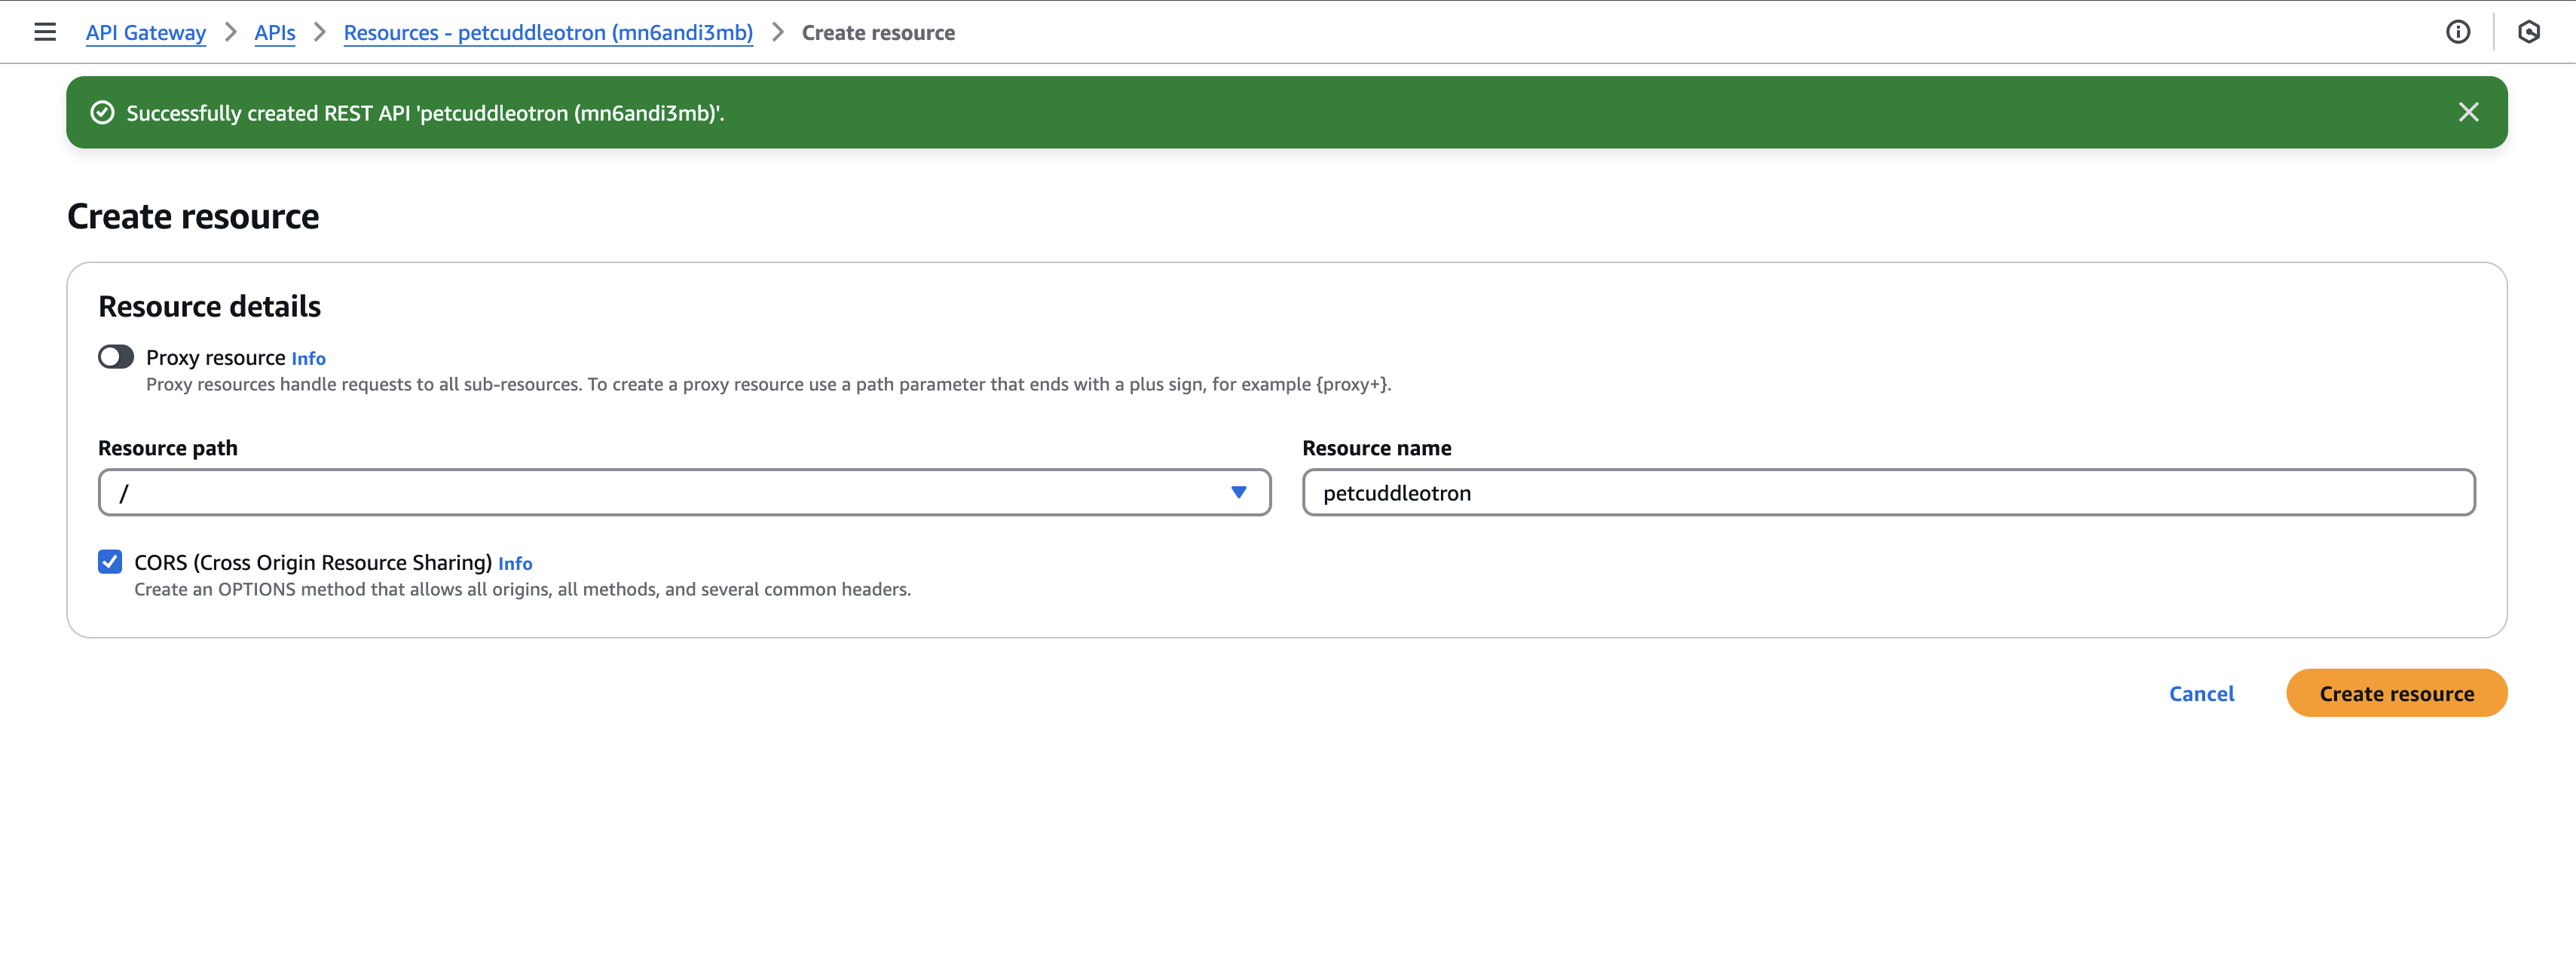 API Gateway > APIs > Resources - petcuddleotron (mn6andi3mb) > Create resource
Successfully created REST API 'petcuddleotron (mn6andi3mb)'.
Create resource
Resource details
Proxy resource Info
Proxy resources handle requests to all sub-resources. To create a proxy resource use a path parameter that ends with a plus sign, for example {proxy+}.
Resource path
/
Resource name
petcuddleotron
CORS (Cross Origin Resource Sharing) Info
Create an OPTIONS method that allows all origins, all methods, and several common headers.
Cancel
Create resource